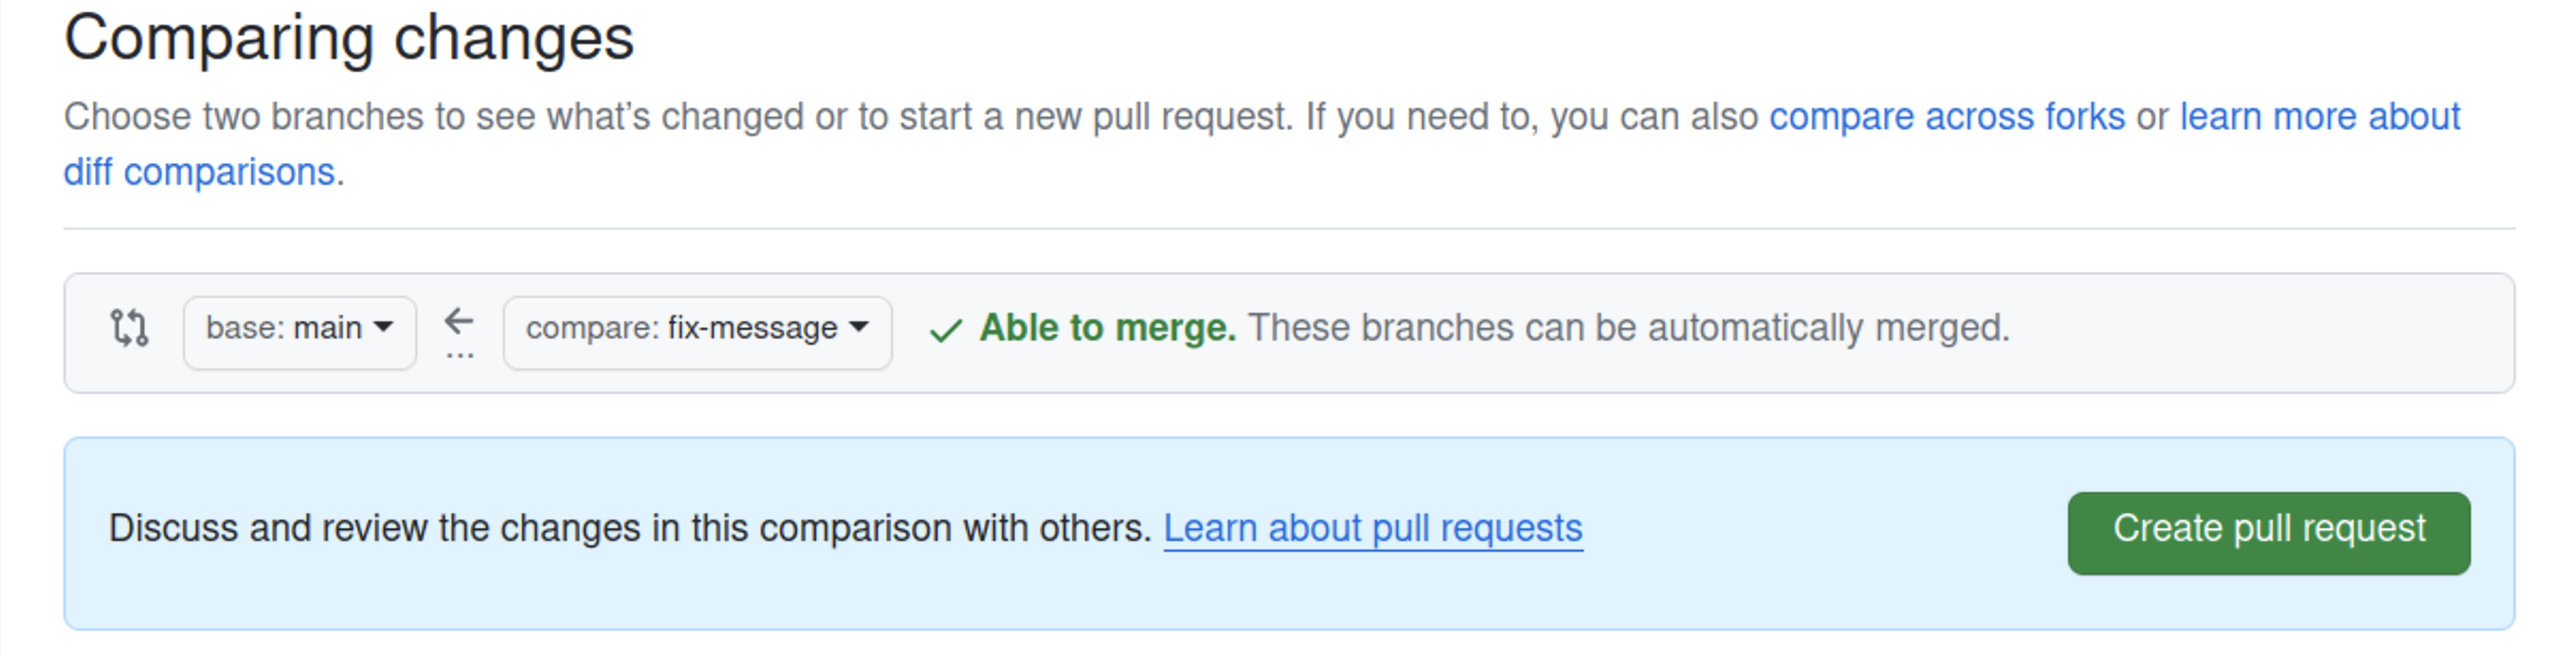 Comparing changes
Choose two branches to see what’s changed or to start a new pull request. If you need to, you can also compare across forks or learn more about
diff comparisons.
base: main ← compare: fix-message ✓ Able to merge. These branches can be automatically merged.
...
Discuss and review the changes in this comparison with others. Learn about pull requests Create pull request